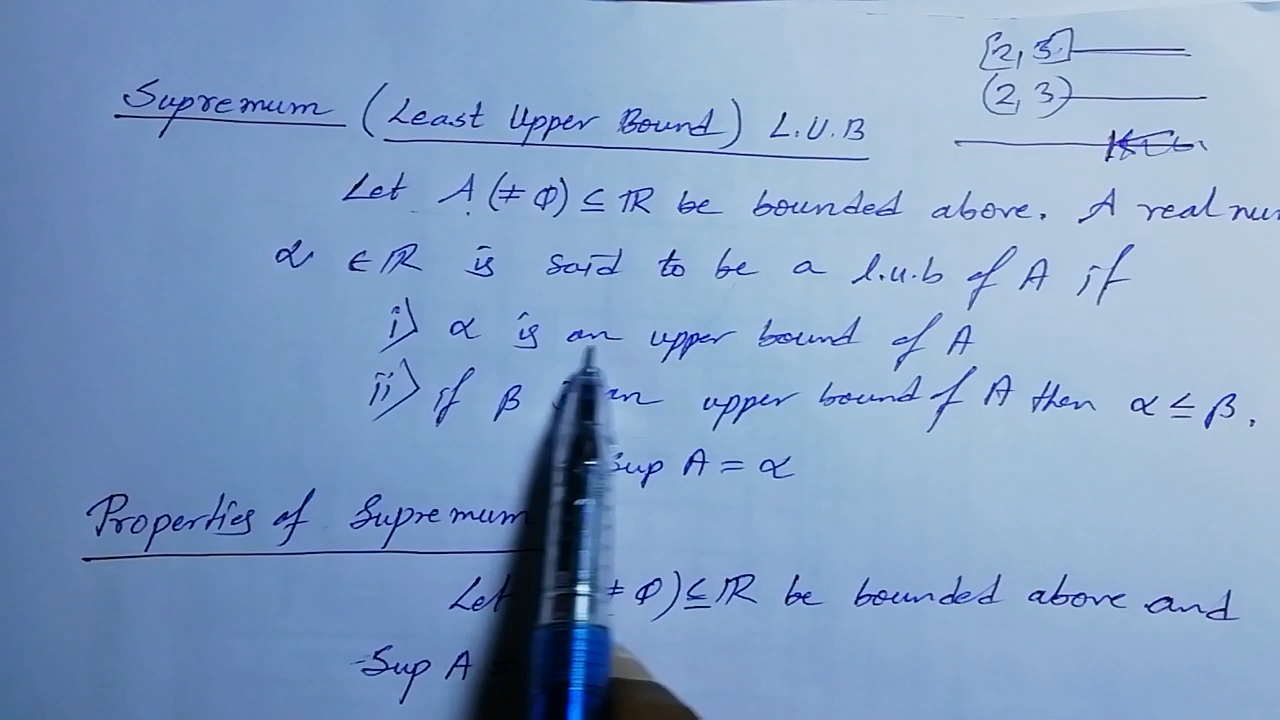 [2, 3]
(2, 3)
Supremum (Least Upper Bound) L.U.B
Let A (≠ Φ) ⊆ ℝ be bounded above. A real
α ∈ ℝ is said to be a l.u.b of A if
i) α is an upper bound of A
ii) if β an upper bound of A then α ≤ β.
Sup A = α
Properties of Supremum
Let ≠ Φ) ⊆ ℝ be bounded above and
Sup A